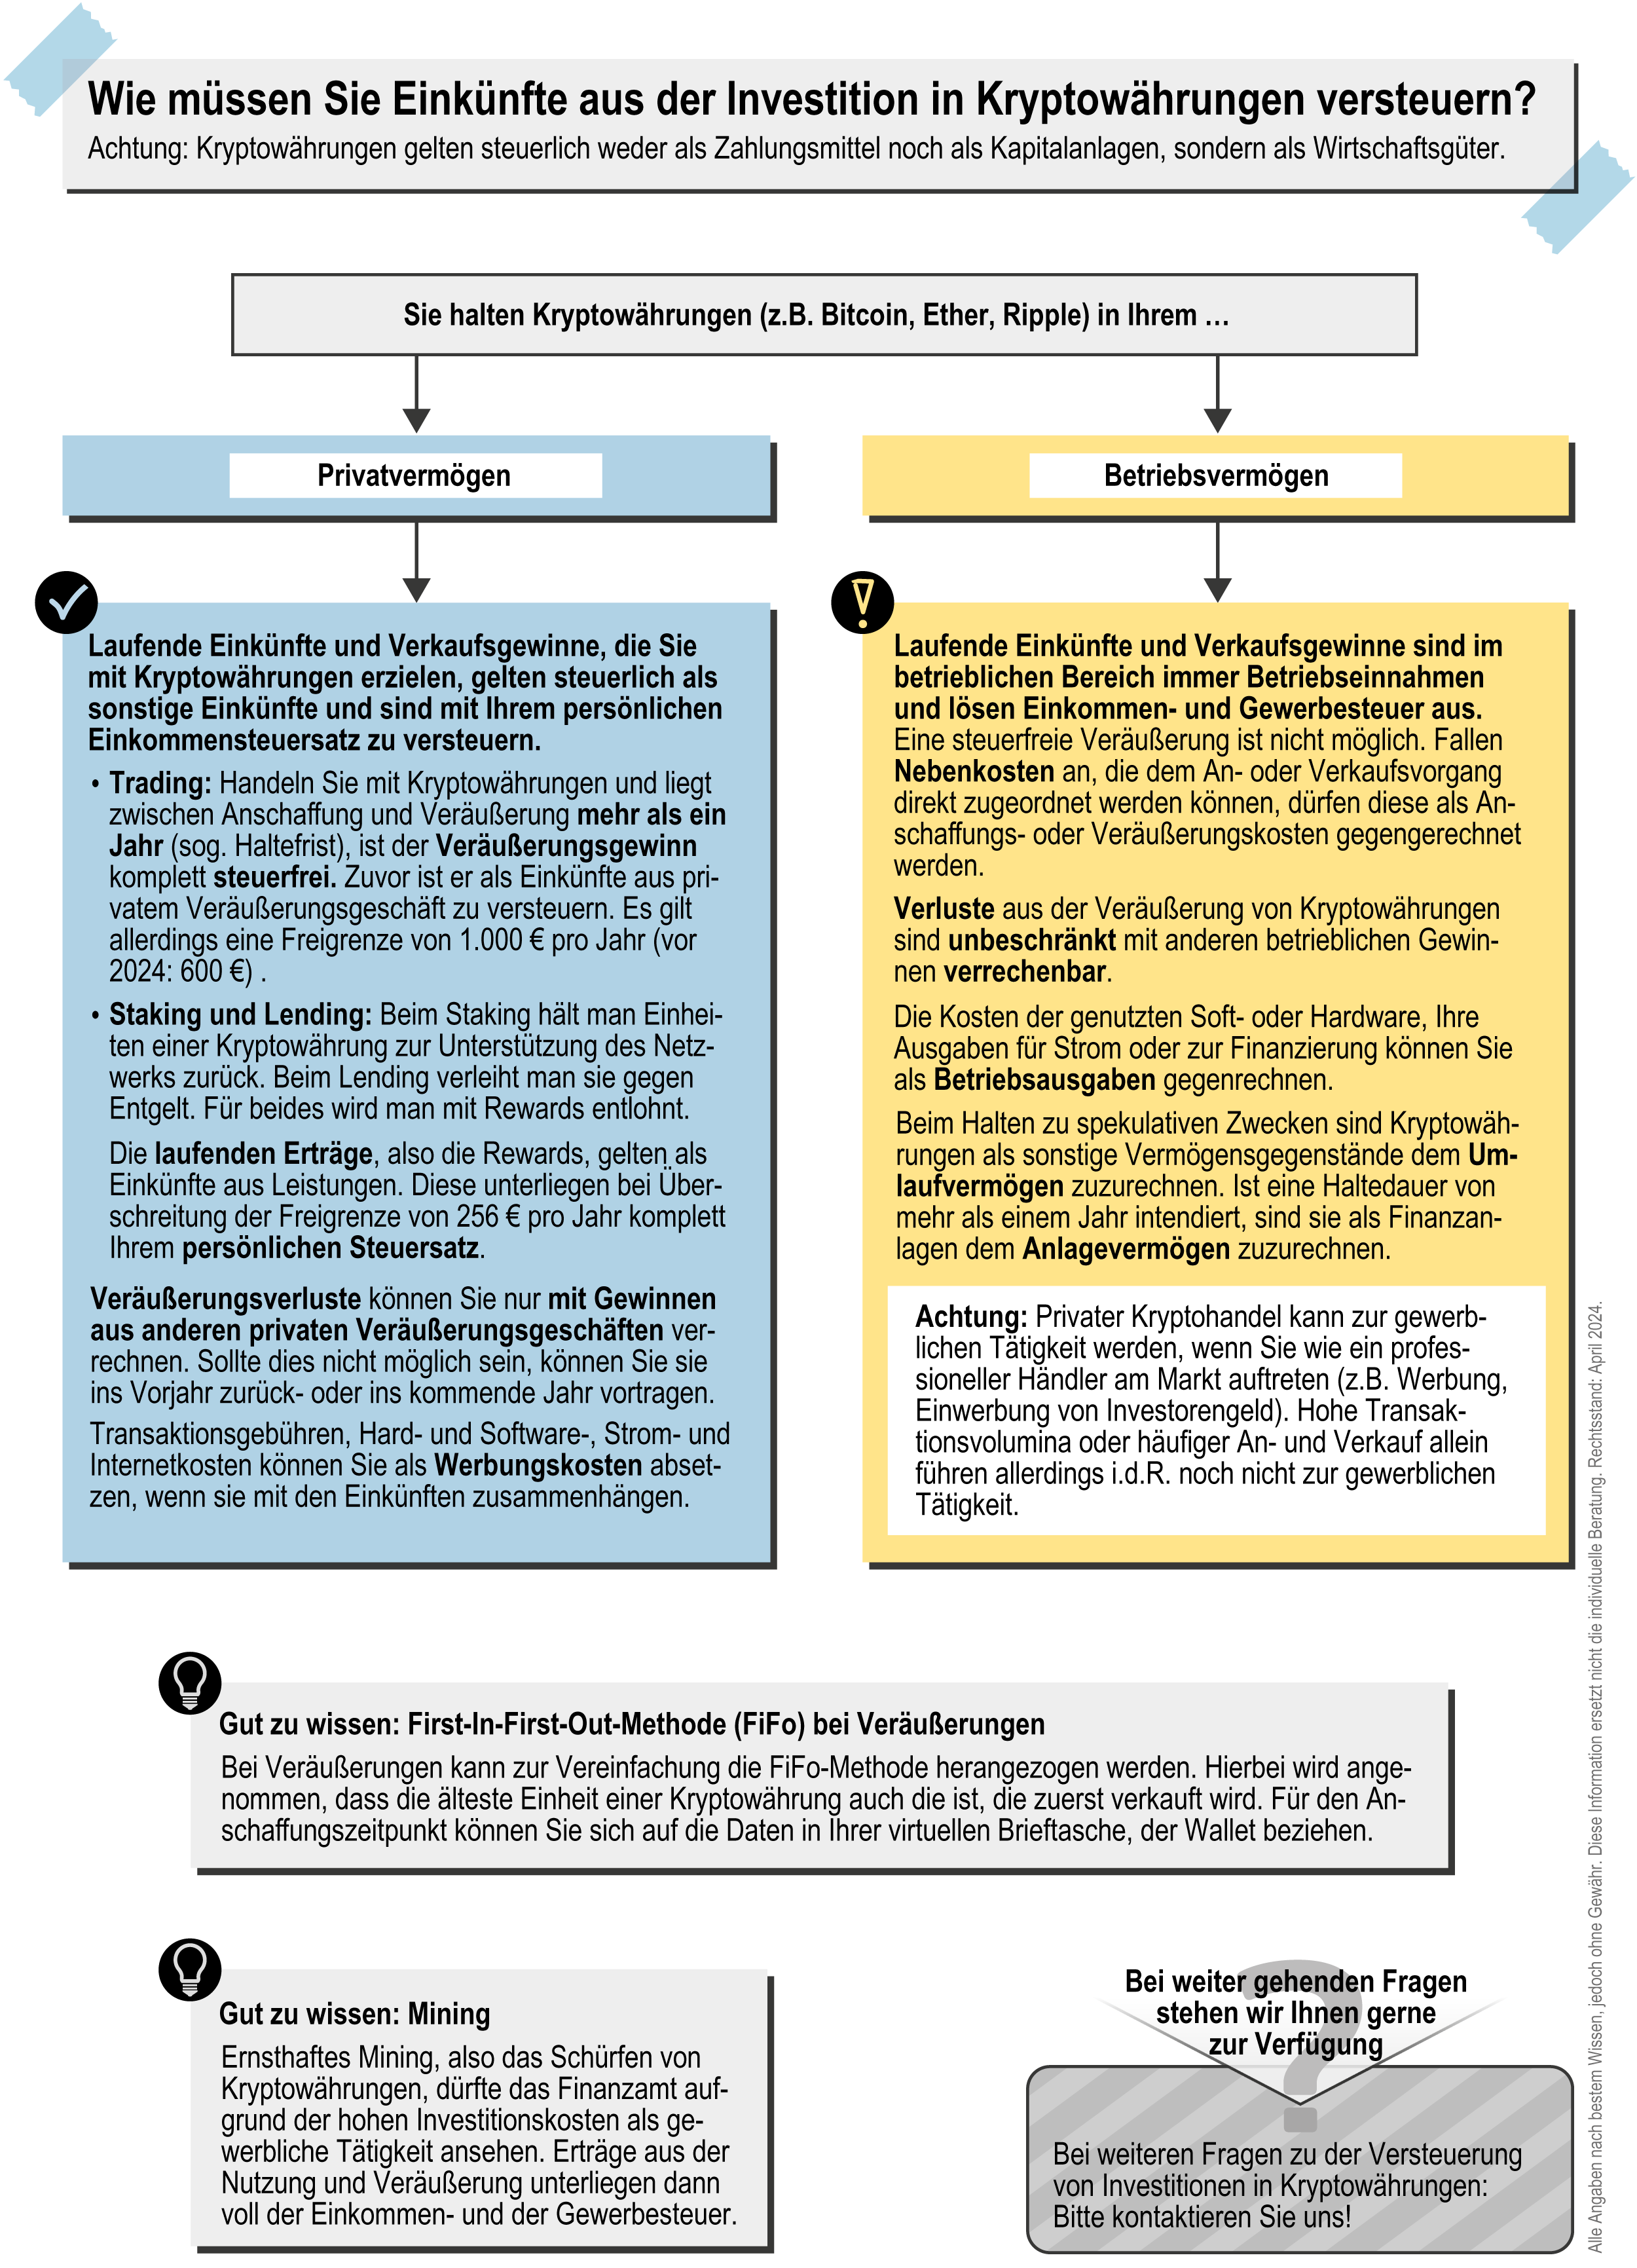 Wie müssen Sie Einkünfte aus der Investition in Kryptowährungen versteuern?
Achtung: Kryptowährungen gelten steuerlich weder als Zahlungsmittel noch als Kapitalanlagen, sondern als Wirtschaftsgüter.
Sie halten Kryptowährungen (z.B. Bitcoin, Ether, Ripple) in Ihrem …
Privatvermögen
Laufende Einkünfte und Verkaufsgewinne, die Sie
mit Kryptowährungen erzielen, gelten steuerlich als
sonstige Einkünfte und sind mit Ihrem persönlichen
Einkommensteuersatz zu versteuern.
• Trading: Handeln Sie mit Kryptowährungen und liegt
zwischen Anschaffung und Veräußerung mehr als ein
Jahr (sog. Haltefrist), ist der Veräußerungsgewinn
komplett steuerfrei. Zuvor ist er als Einkünfte aus pri-
vatem Veräußerungsgeschäft zu versteuern. Es gilt
allerdings eine Freigrenze von 1.000 € pro Jahr (vor
2024: 600 €) .
• Staking und Lending: Beim Staking hält man Einhei-
ten einer Kryptowährung zur Unterstützung des Netz-
werks zurück. Beim Lending verleiht man sie gegen
Entgelt. Für beides wird man mit Rewards entlohnt.
Die laufenden Erträge, also die Rewards, gelten als
Einkünfte aus Leistungen. Diese unterliegen bei Über-
schreitung der Freigrenze von 256 € pro Jahr komplett
Ihrem persönlichen Steuersatz.
Veräußerungsverluste können Sie nur mit Gewinnen
aus anderen privaten Veräußerungsgeschäften ver-
rechnen. Sollte dies nicht möglich sein, können Sie sie
ins Vorjahr zurück- oder ins kommende Jahr vortragen.
Transaktionsgebühren, Hard- und Software-, Strom- und
Internetkosten können Sie als Werbungskosten abset-
zen, wenn sie mit den Einkünften zusammenhängen.
Betriebsvermögen
Laufende Einkünfte und Verkaufsgewinne sind im
betrieblichen Bereich immer Betriebseinnahmen
und lösen Einkommen- und Gewerbesteuer aus.
Eine steuerfreie Veräußerung ist nicht möglich. Fallen
Nebenkosten an, die dem An- oder Verkaufsvorgang
direkt zugeordnet werden können, dürfen diese als An-
schaffungs- oder Veräußerungskosten gegengerechnet
werden.
Verluste aus der Veräußerung von Kryptowährungen
sind unbeschränkt mit anderen betrieblichen Gewin-
nen verrechenbar.
Die Kosten der genutzten Soft- oder Hardware, Ihre
Ausgaben für Strom oder zur Finanzierung können Sie
als Betriebsausgaben gegenrechnen.
Beim Halten zu spekulativen Zwecken sind Kryptowäh-
rungen als sonstige Vermögensgegenstände dem Um-
laufvermögen zuzurechnen. Ist eine Haltedauer von
mehr als einem Jahr intendiert, sind sie als Finanzan-
lagen dem Anlagevermögen zuzurechnen.
Achtung: Privater Kryptohandel kann zur gewerb-
lichen Tätigkeit werden, wenn Sie wie ein profes-
sioneller Händler am Markt auftreten (z.B. Werbung,
Einwerbung von Investorengeld). Hohe Transak-
tionsvolumina oder häufiger An- und Verkauf allein
führen allerdings i.d.R. noch nicht zur gewerblichen
Tätigkeit.
Gut zu wissen: First-In-First-Out-Methode (FiFo) bei Veräußerungen
Bei Veräußerungen kann zur Vereinfachung die FiFo-Methode herangezogen werden. Hierbei wird ange-
nommen, dass die älteste Einheit einer Kryptowährung auch die ist, die zuerst verkauft wird. Für den An-
schaffungszeitpunkt können Sie sich auf die Daten in Ihrer virtuellen Brieftasche, der Wallet beziehen.
Gut zu wissen: Mining
Ernsthaftes Mining, also das Schürfen von
Kryptowährungen, dürfte das Finanzamt auf-
grund der hohen Investitionskosten als ge-
werbliche Tätigkeit ansehen. Erträge aus der
Nutzung und Veräußerung unterliegen dann
voll der Einkommen- und der Gewerbesteuer.
?
Bei weiter gehenden Fragen
stehen wir Ihnen gerne
zur Verfügung
Bei weiteren Fragen zu der Versteuerung
von Investitionen in Kryptowährungen:
Bitte kontaktieren Sie uns!
Alle Angaben nach bestem Wissen, jedoch ohne Gewähr. Diese Information ersetzt nicht die individuelle Beratung. Rechtsstand: April 2024.